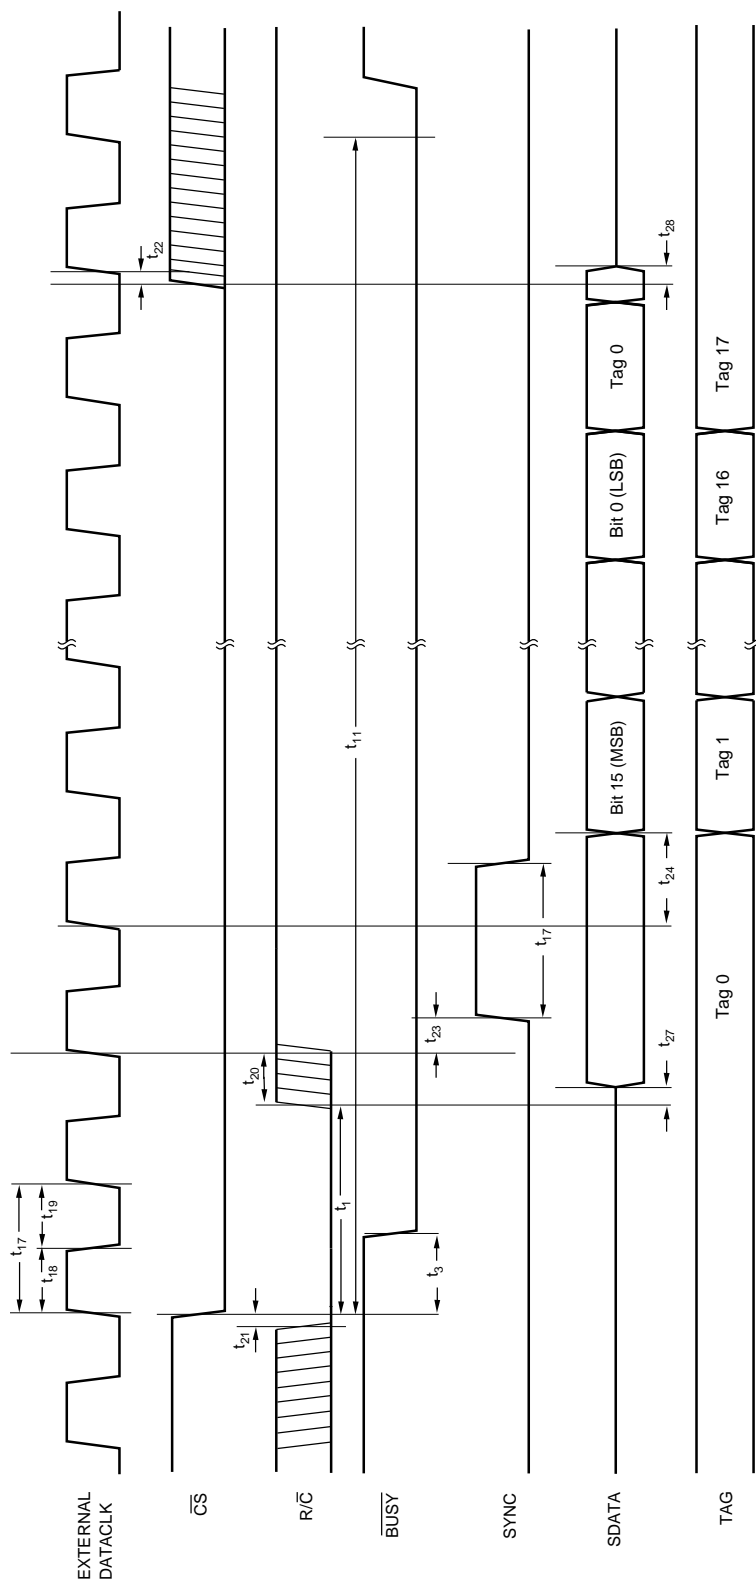 EXTERNAL
DATACLK
t17
t18
t19
CS
t22
R/C
t21
t1
t20
t11
BUSY
t3
t23
SYNC
t17
SDATA
Bit 15 (MSB)
Bit 0 (LSB)
Tag 0
t27
t24
t28
TAG
Tag 0
Tag 1
Tag 16
Tag 17